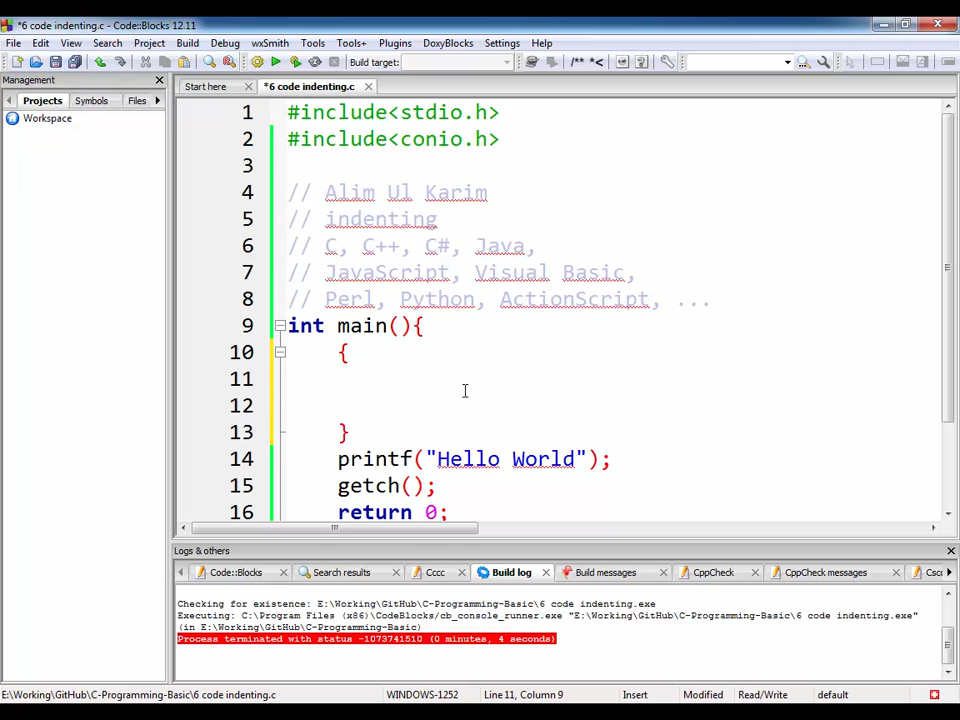 *6 code indenting.c - Code::Blocks 12.11
File Edit View Search Project Build Debug wxSmith Tools Tools+ Plugins DoxyBlocks Settings Help
Build target:
/** *<
Management
Start here
*6 code indenting.c
Projects Symbols Files
Workspace
1 #include<stdio.h>
2 #include<conio.h>
3
4 // Alim Ul Karim
5 // indenting
6 // C, C++, C#, Java,
7 // JavaScript, Visual Basic,
8 // Perl, Python, ActionScript, ...
9 int main(){
10 {
11
12
13 }
14 printf("Hello World");
15 getch();
16 return 0;
Logs & others
Code::Blocks Search results Cccc Build log Build messages CppCheck CppCheck messages Csco
Checking for existence: E:\Working\GitHub\C-Programming-Basic\6 code indenting.exe
Executing: C:\Program Files (x86)\CodeBlocks/cb_console_runner.exe "E:\Working\GitHub\C-Programming-Basic\6 code indenting.exe"
(in E:\Working\GitHub\C-Programming-Basic)
Process terminated with status -1073741510 (0 minutes, 4 seconds)
E:\Working\GitHub\C-Programming-Basic\6 code indenting.c WINDOWS-1252 Line 11, Column 9 Insert Modified Read/Write default